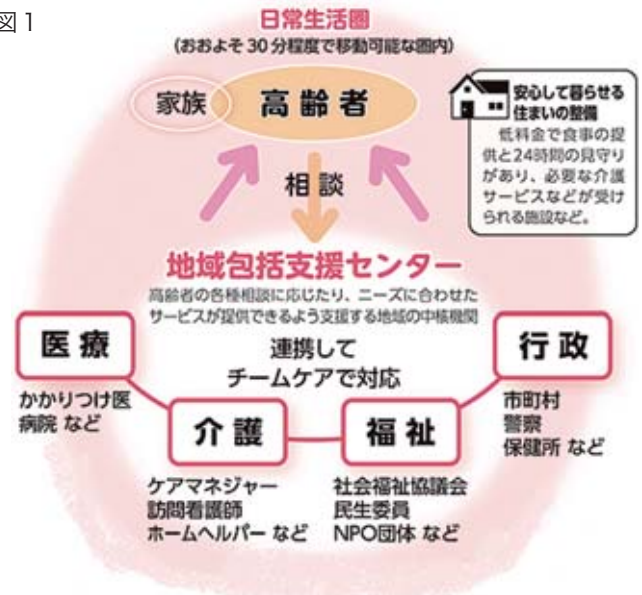 図1
日常生活圏
(おおよそ30分程度で移動可能な圏内)
家族
高齢者
安心して暮らせる
住まいの整備
低料金で食事の提
供と24時間の見守り
があり、必要な介護
サービスなどが受け
られる施設など。
相談
地域包括支援センター
高齢者の各種相談に応じたり、ニーズに合わせた
サービスが提供できるよう支援する地域の中核機関
連携して
チームケアで対応
医療
かかりつけ医
病院 など
介護
ケアマネジャー
訪問看護師
ホームヘルパー など
福祉
社会福祉協議会
民生委員
NPO団体 など
行政
市町村
警察
保健所 など